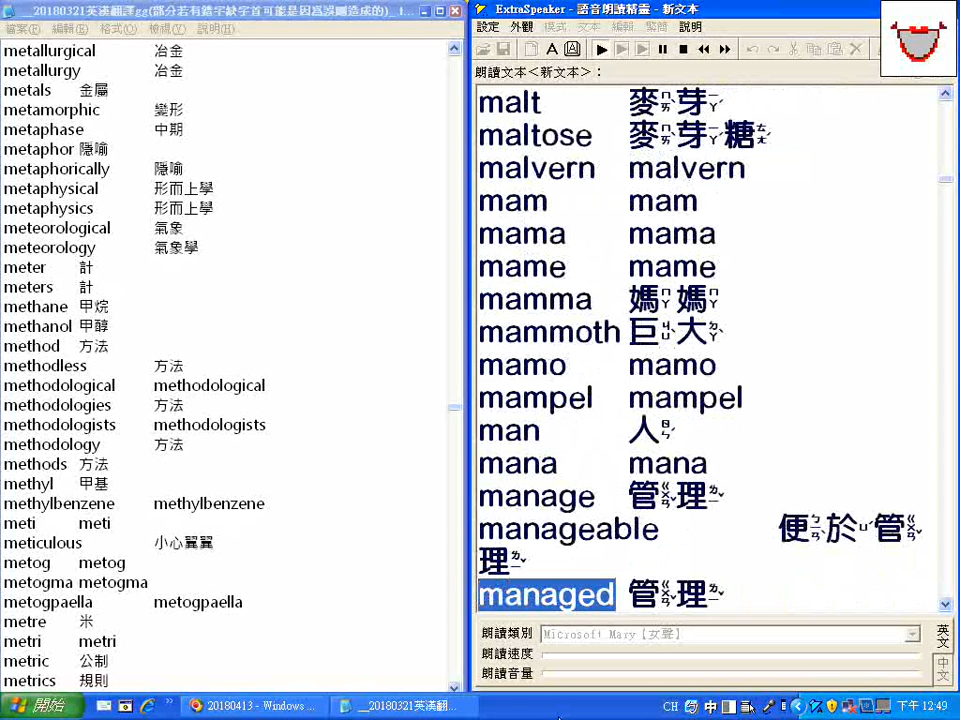 __20180321英漢翻譯gg(部分若有錯字缺字首可能是因為誤刪造成的)_
檔案(F) 編輯(E) 格式(O) 檢視(V) 說明(H)
metallurgical 冶金
metallurgy 冶金
metals 金屬
metamorphic 變形
metaphase 中期
metaphor 隱喻
metaphorically 隱喻
metaphysical 形而上學
metaphysics 形而上學
meteorological 氣象
meteorology 氣象學
meter 計
meters 計
methane 甲烷
methanol 甲醇
method 方法
methodless 方法
methodological methodological
methodologies 方法
methodologists methodologists
methodology 方法
methods 方法
methyl 甲基
methylbenzene methylbenzene
meti meti
meticulous 小心翼翼
metog metog
metogma metogma
metogpaella metogpaella
metre 米
metri metri
metric 公制
metrics 規則
ExtraSpeaker - 語音朗讀精靈 - 新文本
設定 外觀 模式 文本 編輯 繁簡 說明
朗讀文本<新文本>：
malt 麥ㄇㄞˋ芽ㄧㄚˊ
maltose 麥ㄇㄞˋ芽ㄧㄚˊ糖ㄊㄤˊ
malvern malvern
mam mam
mama mama
mame mame
mamma 媽ㄇㄚ媽ㄇㄚ
mammoth 巨ㄐㄩˋ大ㄉㄚˋ
mamo mamo
mampel mampel
man 人ㄖㄣˊ
mana mana
manage 管ㄍㄨㄢˇ理ㄌㄧˇ
manageable 便ㄅㄧㄢˋ於ㄩˊ管ㄍㄨㄢˇ
理ㄌㄧˇ
managed 管ㄍㄨㄢˇ理ㄌㄧˇ
朗讀類別 Microsoft Mary【女聲】
朗讀速度
朗讀音量
英文
中文
開始 20180413 - Windows ... __20180321英漢翻... CH 中 下午 12:49